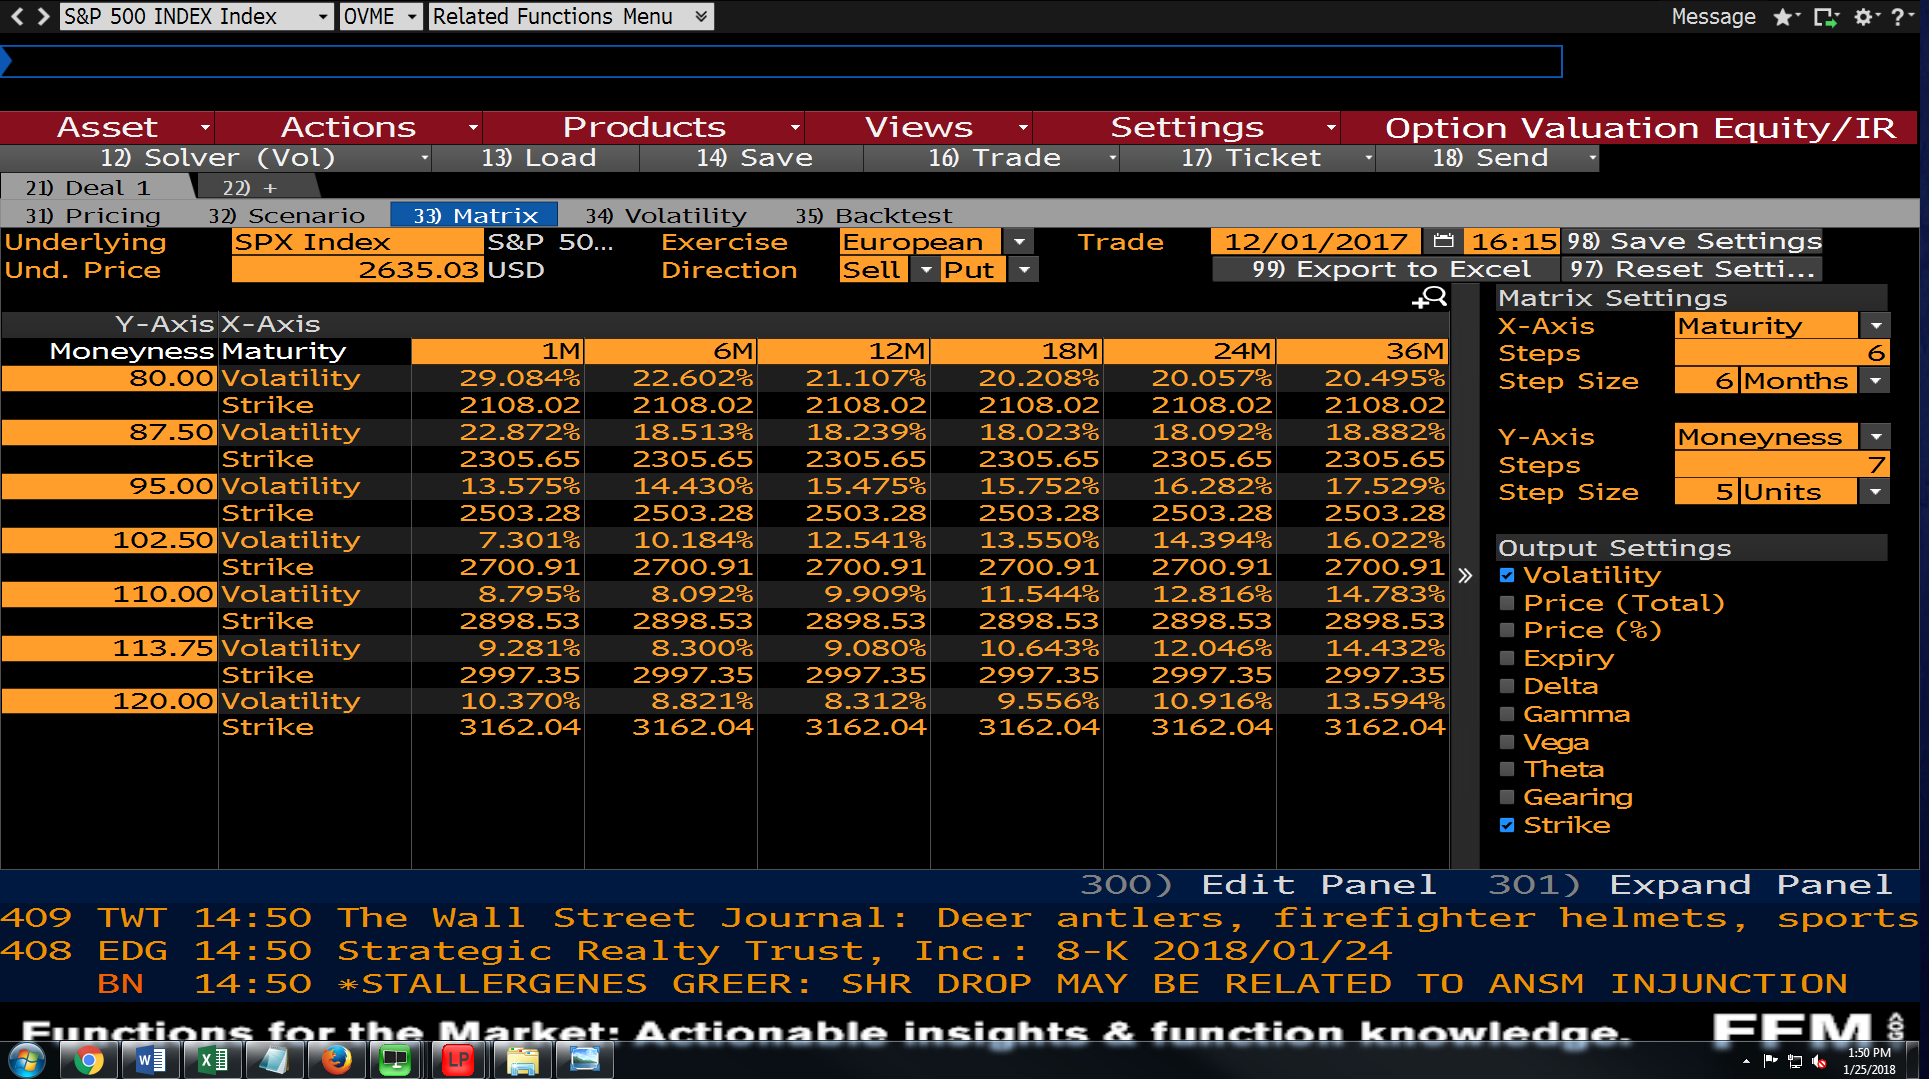 S&P 500 INDEX Index OVME Related Functions Menu Message
Asset Actions Products Views Settings Option Valuation Equity/IR
12) Solver (Vol) 13) Load 14) Save 16) Trade 17) Ticket 18) Send
21) Deal 1 22) +
31) Pricing 32) Scenario 33) Matrix 34) Volatility 35) Backtest
Underlying SPX Index S&P 50... Exercise European Trade 12/01/2017 16:15 98) Save Settings
Und. Price 2635.03 USD Direction Sell Put 99) Export to Excel 97) Reset Setti...
Y-Axis X-Axis
Moneyness Maturity 1M 6M 12M 18M 24M 36M
80.00 Volatility 29.084% 22.602% 21.107% 20.208% 20.057% 20.495%
Strike 2108.02 2108.02 2108.02 2108.02 2108.02 2108.02
87.50 Volatility 22.872% 18.513% 18.239% 18.023% 18.092% 18.882%
Strike 2305.65 2305.65 2305.65 2305.65 2305.65 2305.65
95.00 Volatility 13.575% 14.430% 15.475% 15.752% 16.282% 17.529%
Strike 2503.28 2503.28 2503.28 2503.28 2503.28 2503.28
102.50 Volatility 7.301% 10.184% 12.541% 13.550% 14.394% 16.022%
Strike 2700.91 2700.91 2700.91 2700.91 2700.91 2700.91
110.00 Volatility 8.795% 8.092% 9.909% 11.544% 12.816% 14.783%
Strike 2898.53 2898.53 2898.53 2898.53 2898.53 2898.53
113.75 Volatility 9.281% 8.300% 9.080% 10.643% 12.046% 14.432%
Strike 2997.35 2997.35 2997.35 2997.35 2997.35 2997.35
120.00 Volatility 10.370% 8.821% 8.312% 9.556% 10.916% 13.594%
Strike 3162.04 3162.04 3162.04 3162.04 3162.04 3162.04
Matrix Settings
X-Axis Maturity
Steps 6
Step Size 6 Months
Y-Axis Moneyness
Steps 7
Step Size 5 Units
Output Settings
Volatility
Price (Total)
Price (%)
Expiry
Delta
Gamma
Vega
Theta
Gearing
Strike
300) Edit Panel 301) Expand Panel
409 TWT 14:50 The Wall Street Journal: Deer antlers, firefighter helmets, sports
408 EDG 14:50 Strategic Realty Trust, Inc.: 8-K 2018/01/24
BN 14:50 *STALLERGENES GREER: SHR DROP MAY BE RELATED TO ANSM INJUNCTION
Functions for the Market: Actionable insights & function knowledge. FFM
LP
1:50 PM
1/25/2018